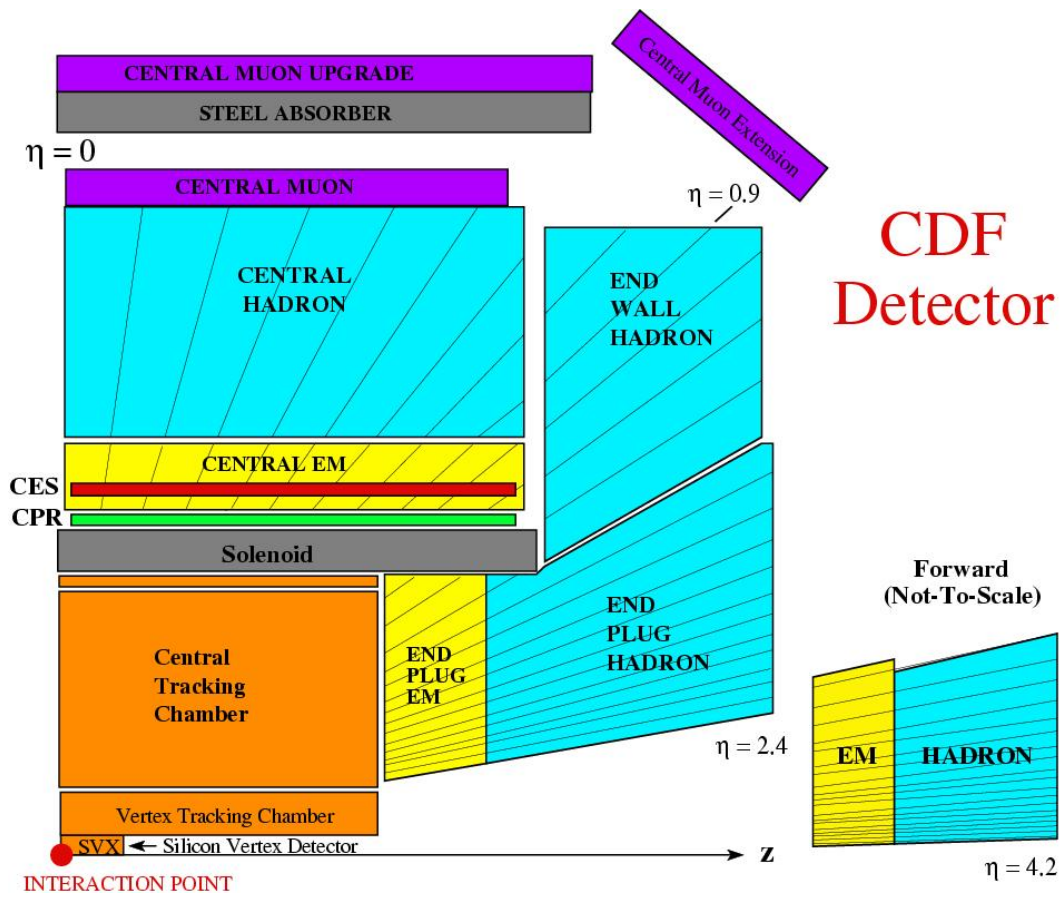 CENTRAL MUON UPGRADE
STEEL ABSORBER
Central Muon Extension
η = 0
CENTRAL MUON
η = 0.9
CDF
Detector
CENTRAL
HADRON
END
WALL
HADRON
CENTRAL EM
CES
CPR
Solenoid
Forward
(Not-To-Scale)
END
PLUG
HADRON
END
PLUG
EM
Central
Tracking
Chamber
η = 2.4
EM
HADRON
Vertex Tracking Chamber
SVX
Silicon Vertex Detector
Z
η = 4.2
INTERACTION POINT